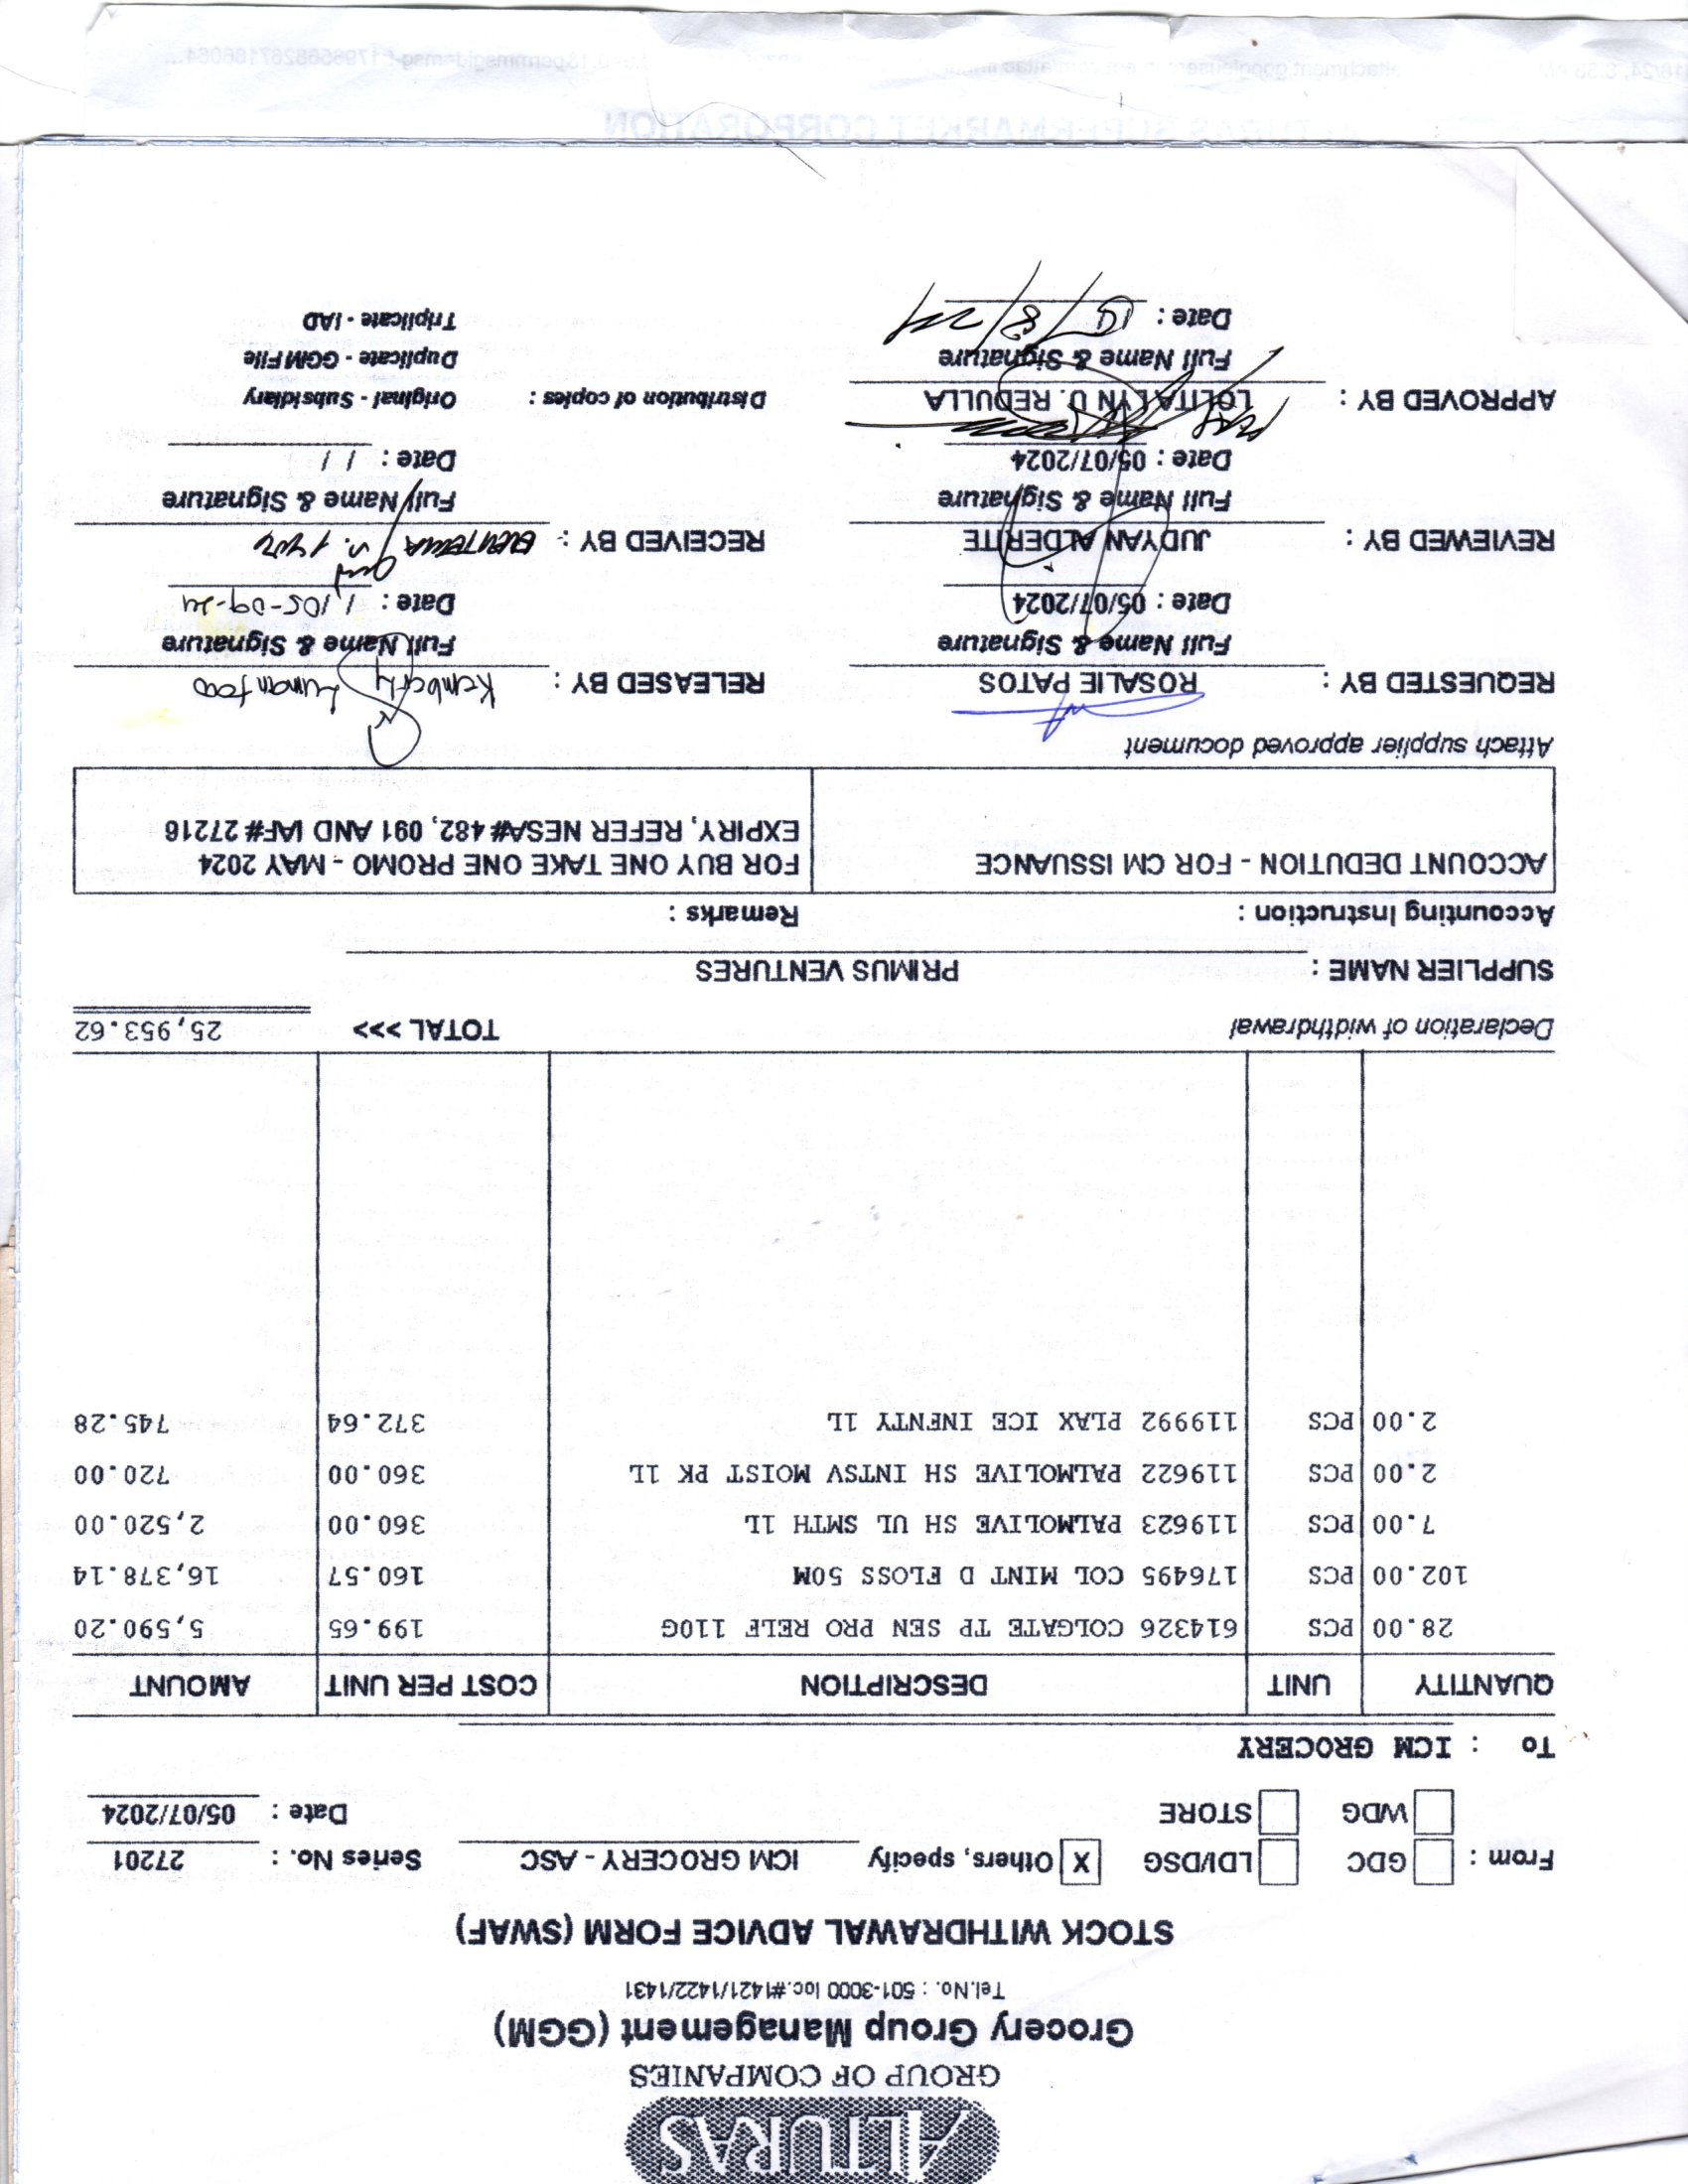 ALTURAS
GROUP OF COMPANIES
Grocery Group Management (GGM)
Tel.No. : 501-3000 loc.#1421/1422/1431
STOCK WITHDRAWAL ADVICE FORM (SWAF)
From : GDC LDI/DSG X Others, specify ICM GROCERY - ASC Series No. : 27201
WDG STORE Date : 05/07/2024
To : ICM GROCERY
QUANTITY UNIT DESCRIPTION COST PER UNIT AMOUNT
28.00 PCS 614326 COLGATE TP SEN PRO RELF 110G 199.65 5,590.20
102.00 PCS 176495 COL MINT D FLOSS 50M 160.57 16,378.14
7.00 PCS 119623 PALMOLIVE SH UL SMTH 1L 360.00 2,520.00
2.00 PCS 119622 PALMOLIVE SH INTSV MOIST PK 1L 360.00 720.00
2.00 PCS 119992 PLAX ICE INFNTY 1L 372.64 745.28
Declaration of withdrawal TOTAL >>> 25,953.62
SUPPLIER NAME : PRIMUS VENTURES
Accounting Instruction : Remarks :
ACCOUNT DEDUTION - FOR CM ISSUANCE FOR BUY ONE TAKE ONE PROMO - MAY 2024
EXPIRY, REFER NESA# 482, 091 AND IAF# 27216
Attach supplier approved document
REQUESTED BY : ROSALIE PATOS RELEASED BY :
Full Name & Signature Full Name & Signature
Date : 05/07/2024 Date : / 05-09-24
REVIEWED BY : JUDYAN ALDERITE RECEIVED BY :
Full Name & Signature Full Name & Signature
Date : 05/07/2024 Date : / /
APPROVED BY : LOLITA LYN U. REDULLA Distribution of copies : Original - Subsidiary
Full Name & Signature Duplicate - GGM File
Date : 5/8/24 Triplicate - IAD